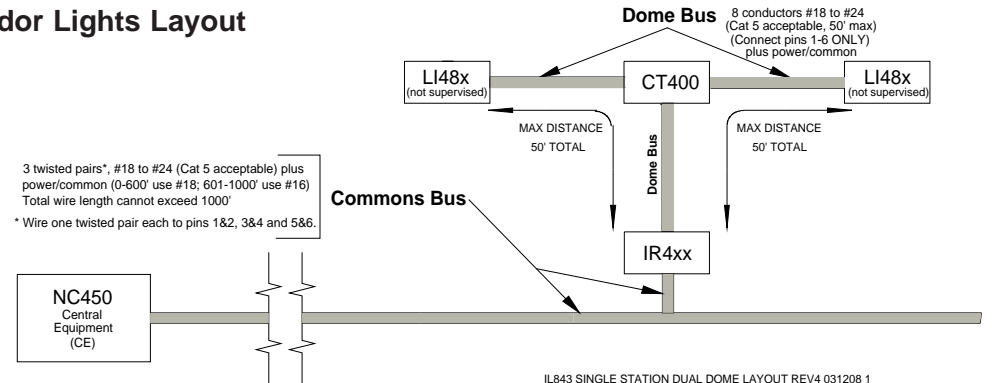 dor Lights Layout
Dome Bus
8 conductors #18 to #24
(Cat 5 acceptable, 50' max)
(Connect pins 1-6 ONLY)
plus power/common
LI48x
(not supervised)
CT400
LI48x
(not supervised)
MAX DISTANCE
50' TOTAL
Dome Bus
MAX DISTANCE
50' TOTAL
3 twisted pairs*, #18 to #24 (Cat 5 acceptable) plus
power/common (0-600' use #18; 601-1000' use #16)
Total wire length cannot exceed 1000'
* Wire one twisted pair each to pins 1&2, 3&4 and 5&6.
Commons Bus
IR4xx
NC450
Central
Equipment
(CE)
IL843 SINGLE STATION DUAL DOME LAYOUT REV4 031208 1